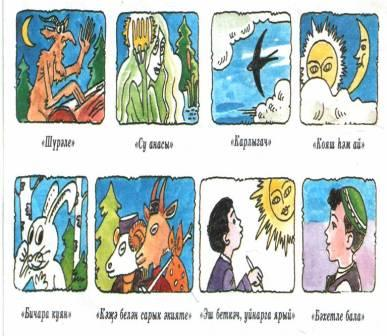 «Шүрәле» «Су анасы» «Карлыгач» «Кояш һәм ай»
«Бичара куян» «Кәҗә белән сарык әкияте» «Эш беткәч, уйнарга ярый» «Бәхетле бала»